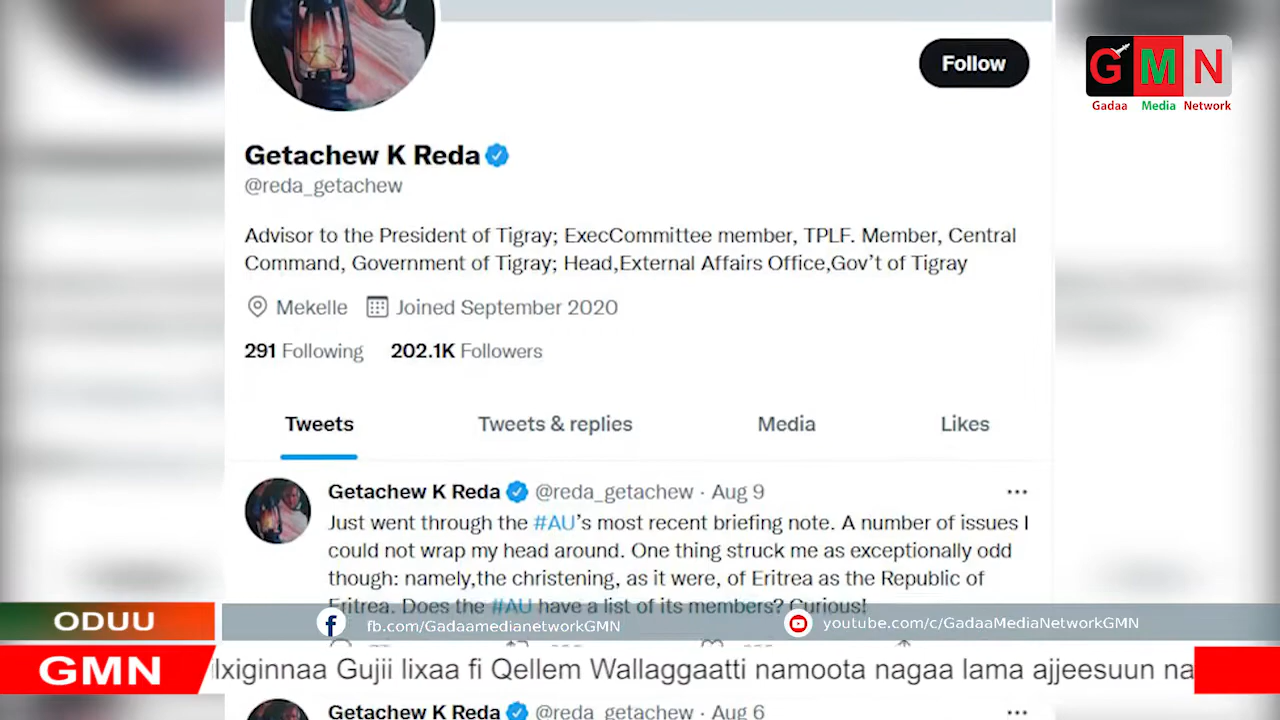 Follow
GMN
Gadaa Media Network
Getachew K Reda
@reda_getachew
Advisor to the President of Tigray; ExecCommittee member, TPLF. Member, Central
Command, Government of Tigray; Head,External Affairs Office,Gov't of Tigray
Mekelle Joined September 2020
291 Following 202.1K Followers
Tweets Tweets & replies Media Likes
Getachew K Reda @reda_getachew · Aug 9
Just went through the #AU's most recent briefing note. A number of issues I
could not wrap my head around. One thing struck me as exceptionally odd
though: namely,the christening, as it were, of Eritrea as the Republic of
Eritrea. Does the #AU have a list of its members? Curious!
ODUU
fb.com/GadaamedianetworkGMN
youtube.com/c/GadaaMediaNetworkGMN
GMN
lxiginnaa Gujii lixaa fi Qellem Wallaggaatti namoota nagaa lama ajjeesuun na
Getachew K Reda @reda_getachew · Aug 6